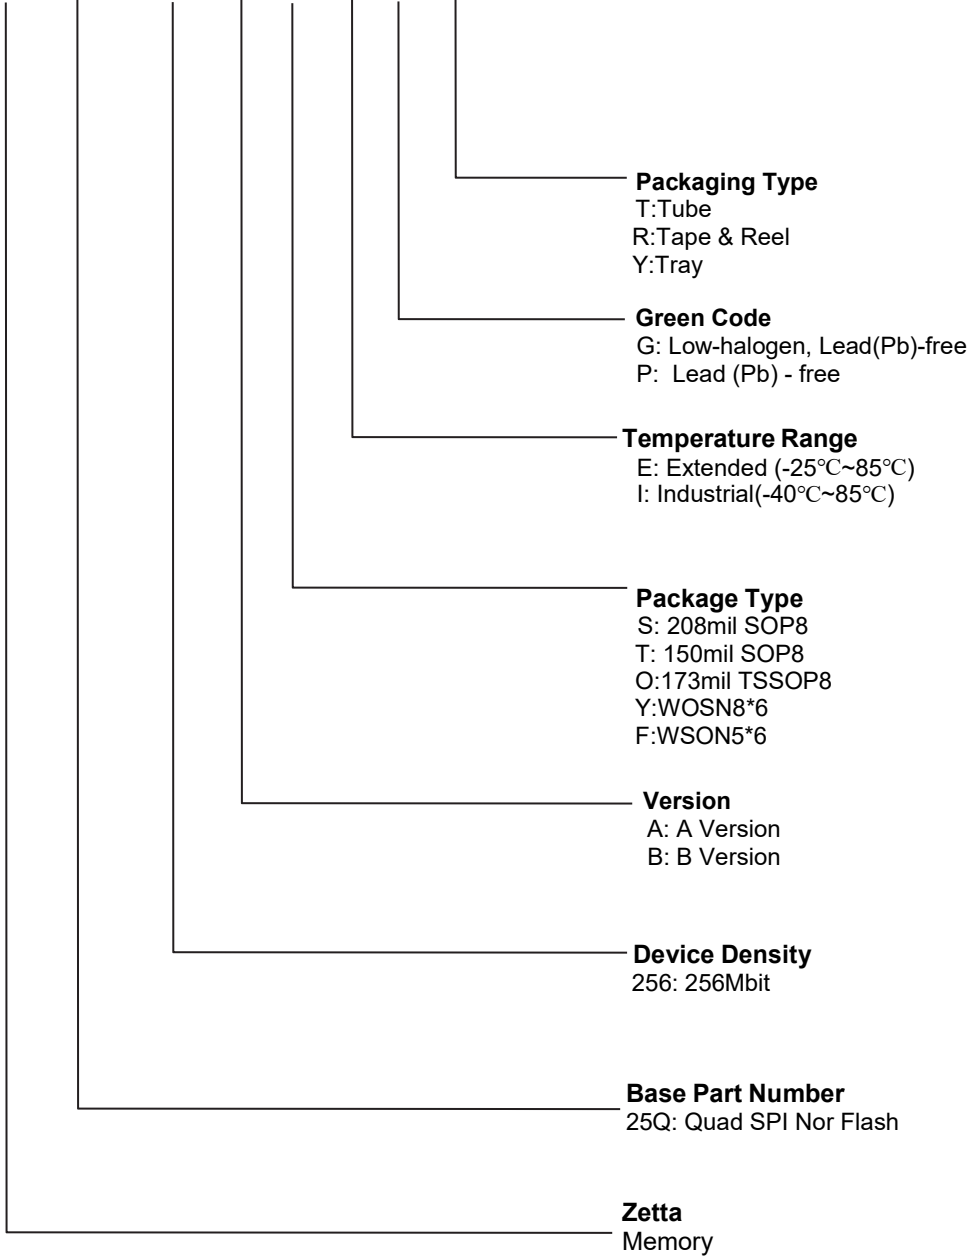 Packaging Type
T:Tube
R:Tape & Reel
Y:Tray
Green Code
G: Low-halogen, Lead(Pb)-free
P:  Lead (Pb) - free
Temperature Range
E: Extended (-25℃~85℃)
I: Industrial(-40℃~85℃)
Package Type
S: 208mil SOP8
T: 150mil SOP8
O:173mil TSSOP8
Y:WOSN8*6
F:WSON5*6
Version
A: A Version
B: B Version
Device Density
256: 256Mbit
Base Part Number
25Q: Quad SPI Nor Flash
Zetta
Memory